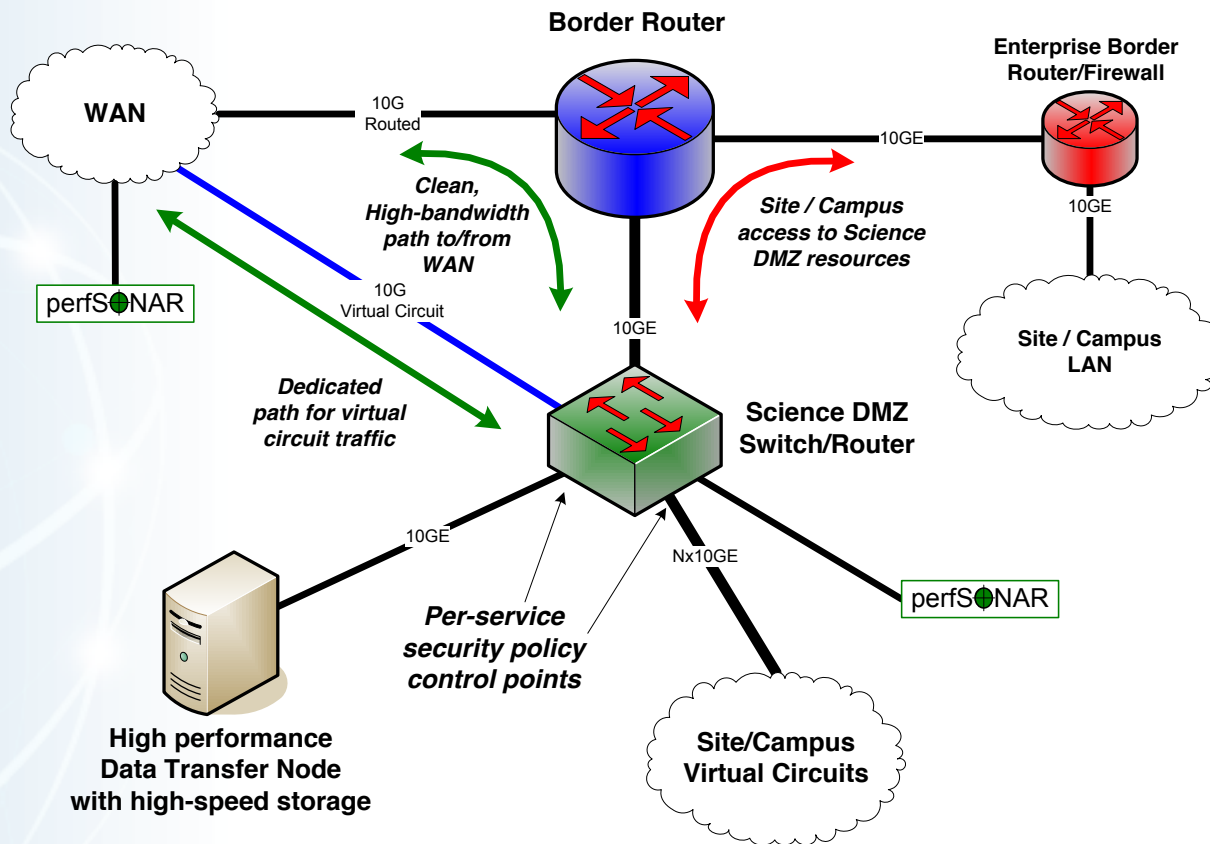 Border Router
Enterprise Border
Router/Firewall
WAN
10G
Routed
10GE
Clean,
High-bandwidth
path to/from
WAN
Site / Campus
access to Science
DMZ resources
10GE
perfSONAR
10G
Virtual Circuit
10GE
Site / Campus
LAN
Dedicated
path for virtual
circuit traffic
Science DMZ
Switch/Router
10GE
Nx10GE
perfSONAR
Per-service
security policy
control points
High performance
Data Transfer Node
with high-speed storage
Site/Campus
Virtual Circuits